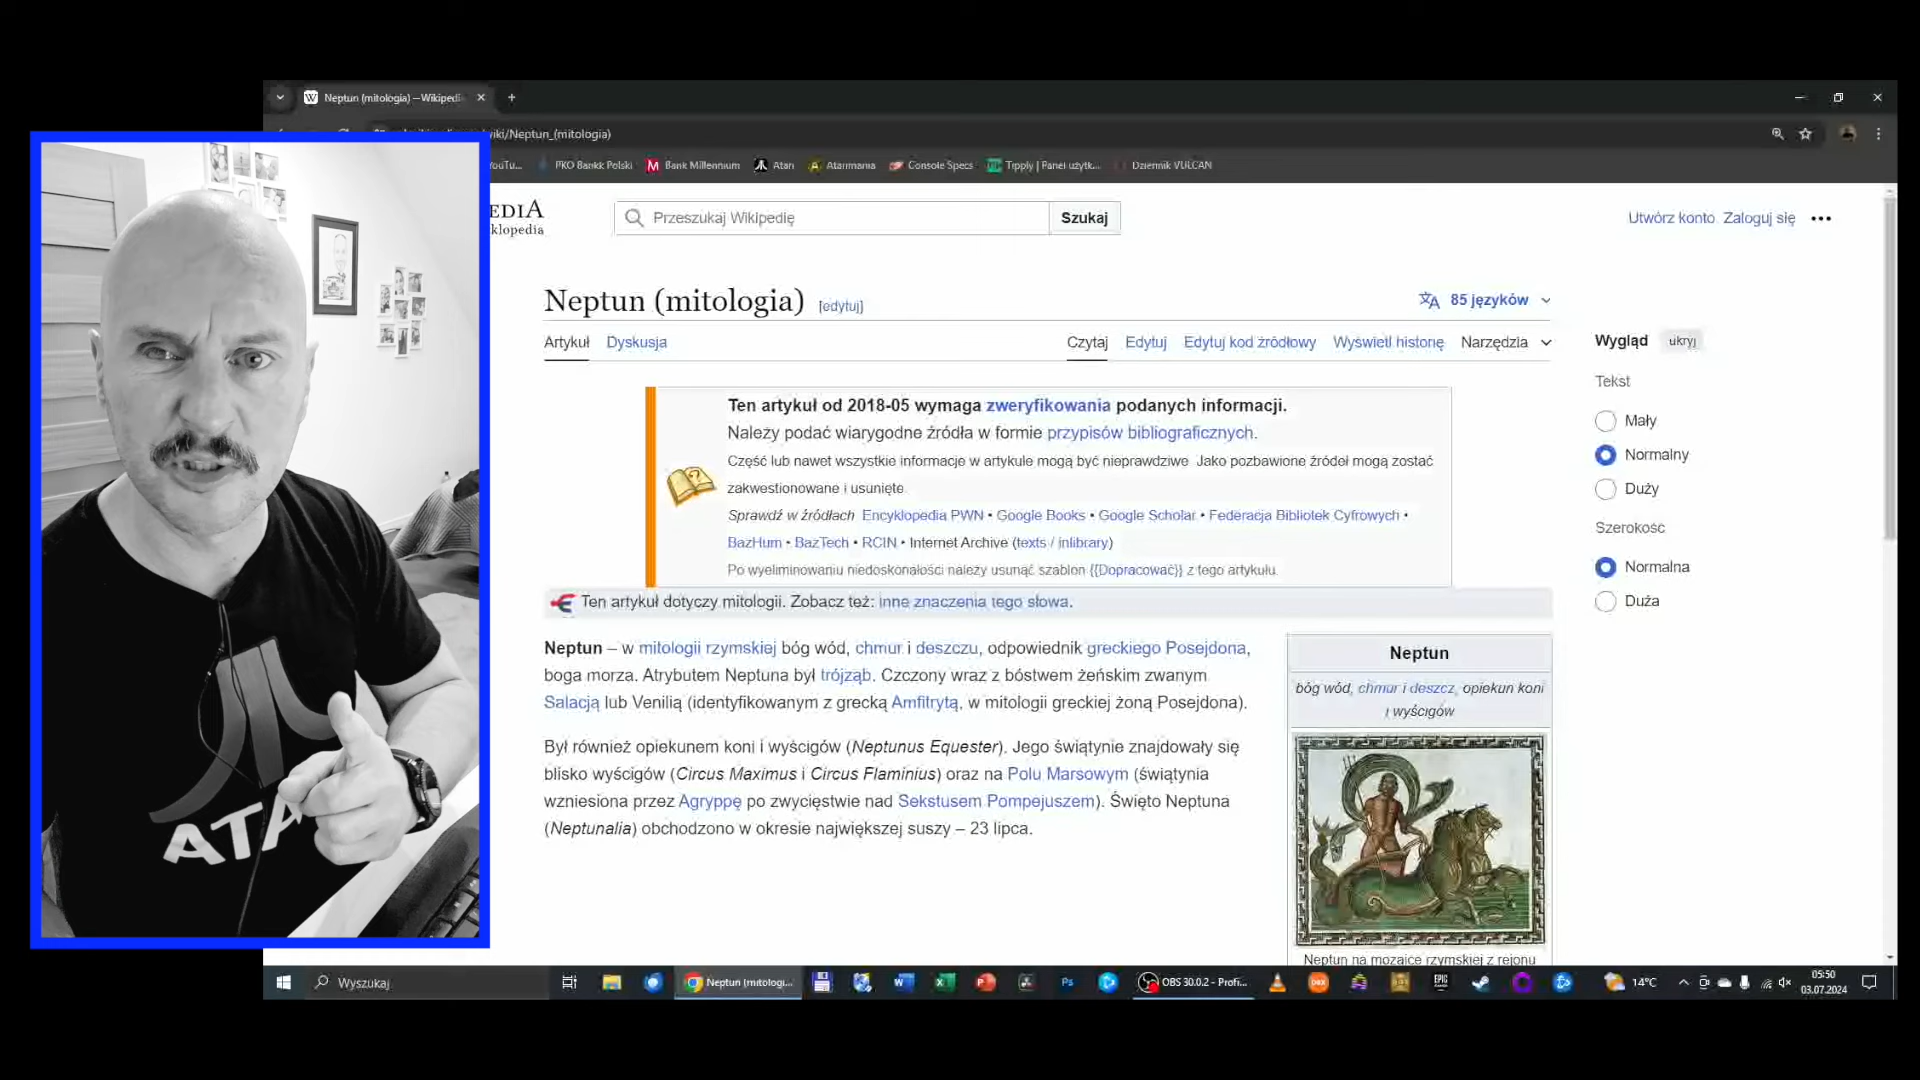 Neptun (mitologia) – Wikipedi
iki/Neptun_(mitologia)
YouTu...
PKO Bankk Polski
Bank Millennium
Atari
Atarimania
Console Specs
Tipply | Panel użytk...
Dziennik VULCAN
EDIA
klopedia
Przeszukaj Wikipedię
Szukaj
Utwórz konto Zaloguj się
Neptun (mitologia) [edytuj]
85 języków
Artykuł Dyskusja
Czytaj Edytuj Edytuj kod źródłowy Wyświetl historię Narzędzia
Ten artykuł od 2018-05 wymaga zweryfikowania podanych informacji.
Należy podać wiarygodne źródła w formie przypisów bibliograficznych.
Część lub nawet wszystkie informacje w artykule mogą być nieprawdziwe. Jako pozbawione źródeł mogą zostać
zakwestionowane i usunięte.
Sprawdź w źródłach: Encyklopedia PWN • Google Books • Google Scholar • Federacja Bibliotek Cyfrowych •
BazHum • BazTech • RCIN • Internet Archive (texts / inlibrary)
Po wyeliminowaniu niedoskonałości należy usunąć szablon {{Dopracować}} z tego artykułu.
Ten artykuł dotyczy mitologii. Zobacz też: inne znaczenia tego słowa.
Neptun – w mitologii rzymskiej bóg wód, chmur i deszczu, odpowiednik greckiego Posejdona,
boga morza. Atrybutem Neptuna był trójząb. Czczony wraz z bóstwem żeńskim zwanym
Salacją lub Venilią (identyfikowanym z grecką Amfitrytą, w mitologii greckiej żoną Posejdona).
Był również opiekunem koni i wyścigów (Neptunus Equester). Jego świątynie znajdowały się
blisko wyścigów (Circus Maximus i Circus Flaminius) oraz na Polu Marsowym (świątynia
wzniesiona przez Agryppę po zwycięstwie nad Sekstusem Pompejuszem). Święto Neptuna
(Neptunalia) obchodzono w okresie największej suszy – 23 lipca.
Neptun
bóg wód, chmur i deszcz, opiekun koni
i wyścigów
Neptun na mozaice rzymskiej z rejonu
Wygląd ukryj
Tekst
Mały
Normalny
Duży
Szerokość
Normalna
Duża
ATA
Wyszukaj
Neptun (mitologi...
OBS 30.0.2 - Profi...
14°C
05:50
03.07.2024